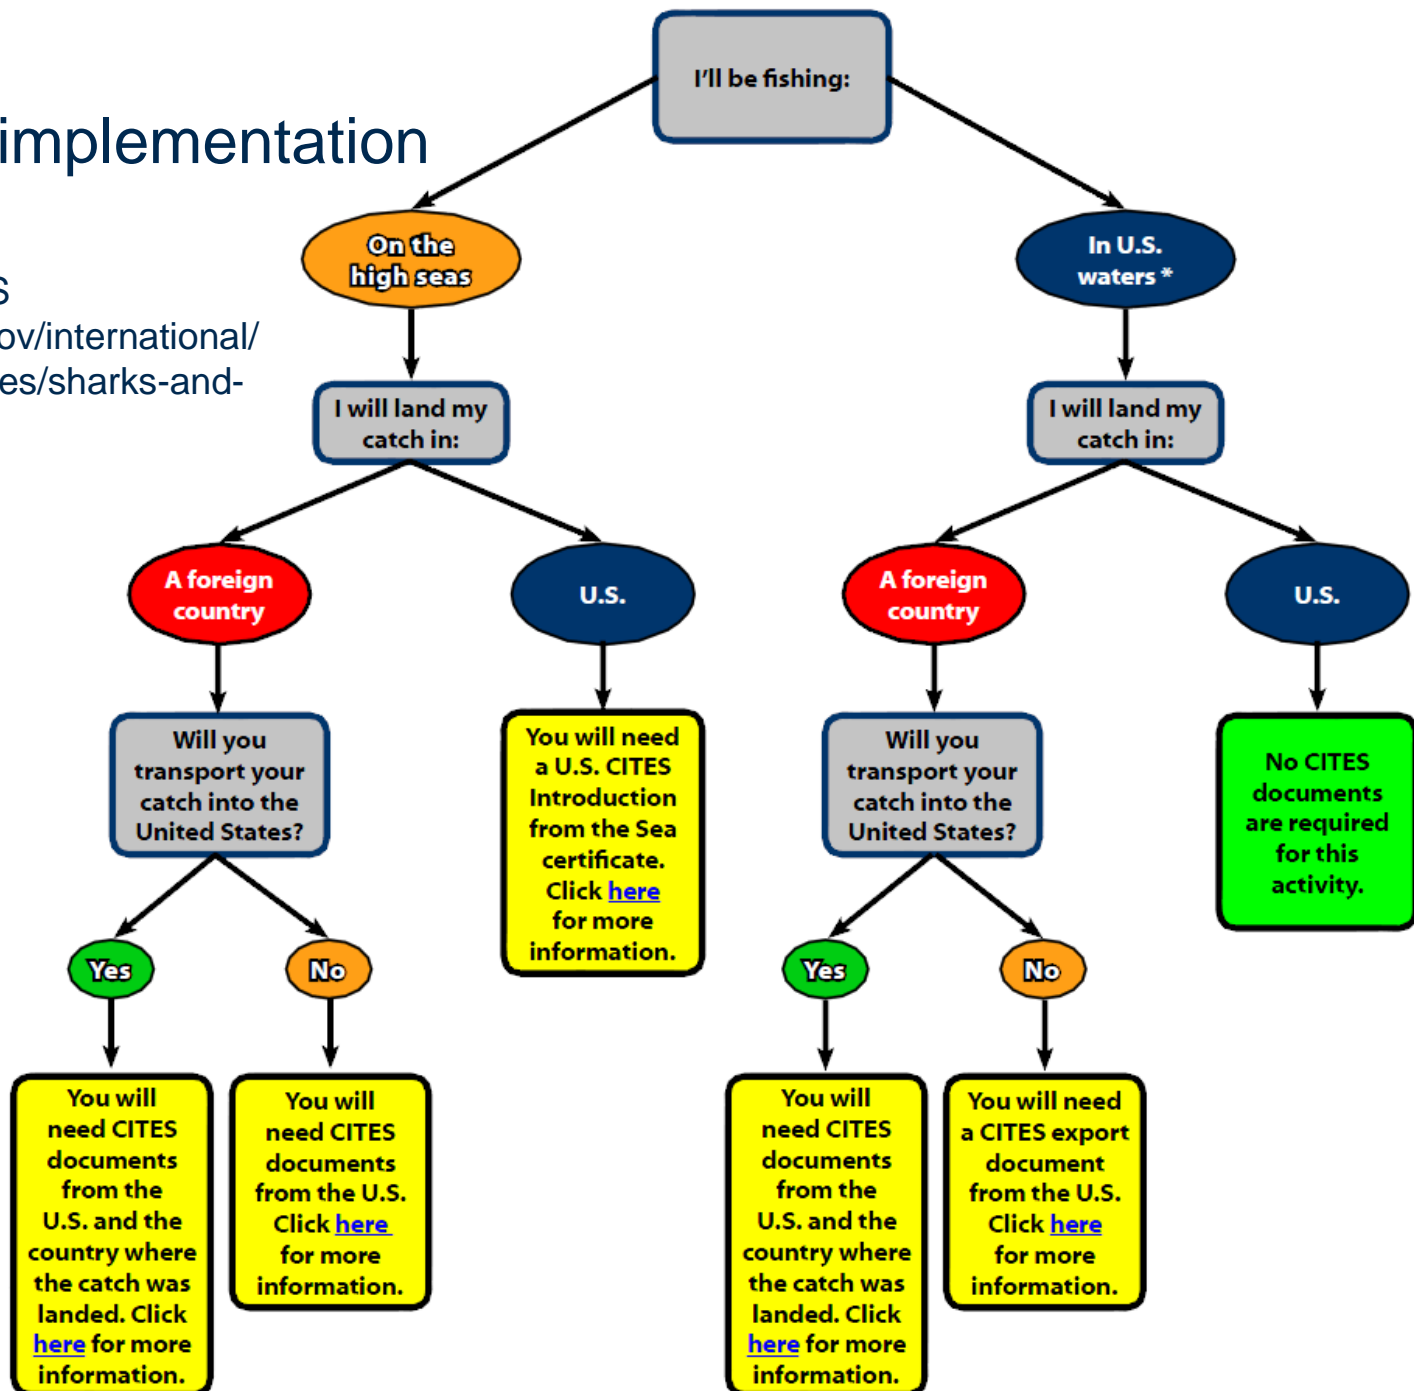 I'll be fishing:
implementation
On the
high seas
In U.S.
waters *
s
ov/international/
es/sharks-and-
I will land my
catch in:
I will land my
catch in:
A foreign
country
U.S.
A foreign
country
U.S.
Will you
transport your
catch into the
United States?
You will need
a U.S. CITES
Introduction
from the Sea
certificate.
Click here
for more
information.
Will you
transport your
catch into the
United States?
No CITES
documents
are required
for this
activity.
Yes
No
Yes
No
You will
need CITES
documents
from the
U.S. and the
country where
the catch was
landed. Click
here for more
information.
You will
need CITES
documents
from the U.S.
Click here
for more
information.
You will
need CITES
documents
from the
U.S. and the
country where
the catch was
landed. Click
here for more
information.
You will need
a CITES export
document
from the U.S.
Click here
for more
information.